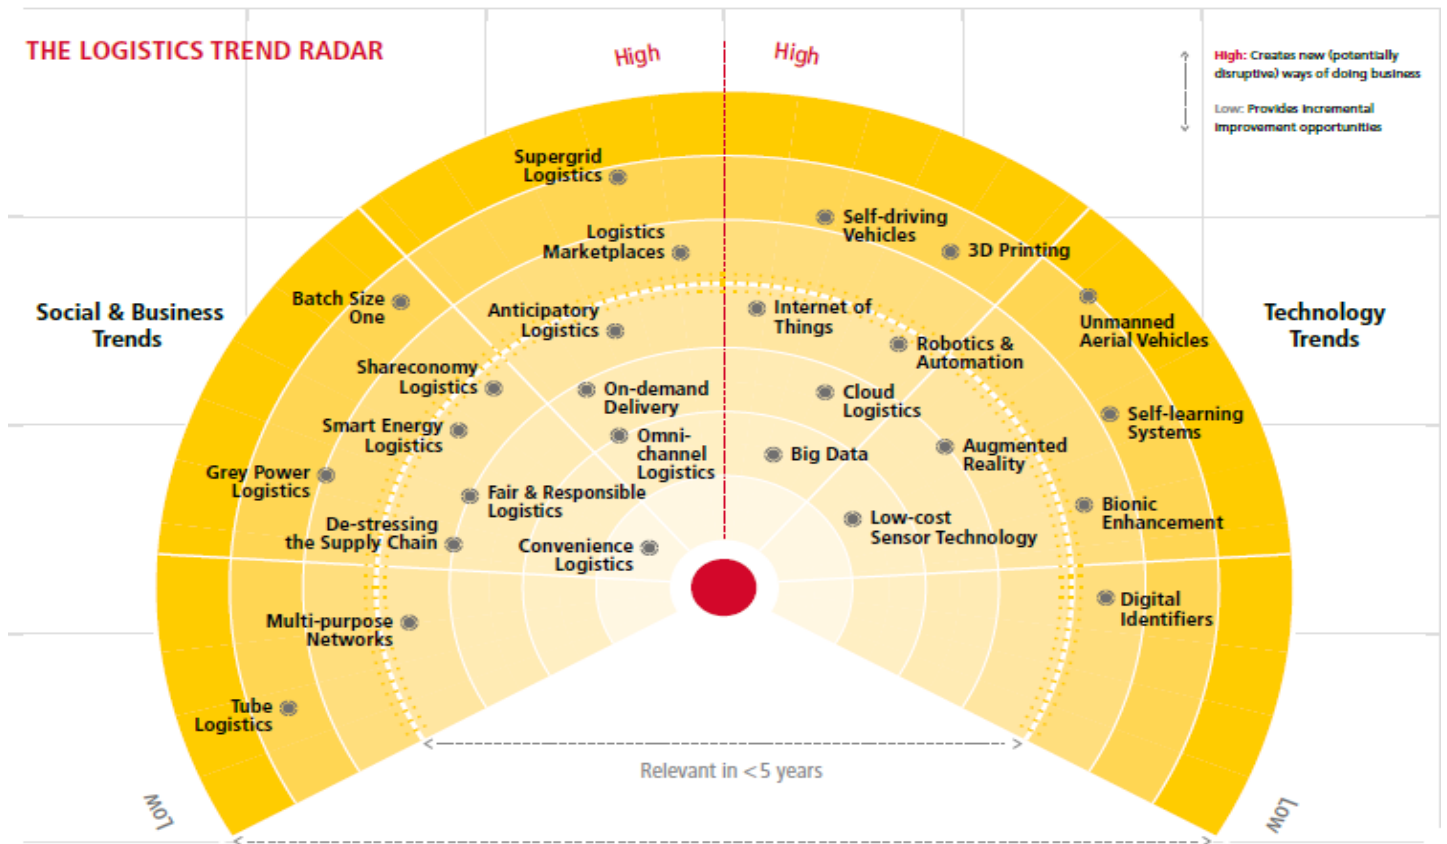 THE LOGISTICS TREND RADAR
High
High
High: Creates new (potentially
disruptive) ways of doing business
Low: Provides incremental
improvement opportunities
Social & Business
Trends
Technology
Trends
Supergrid
Logistics
Logistics
Marketplaces
Batch Size
One
Anticipatory
Logistics
Shareconomy
Logistics
On-demand
Delivery
Smart Energy
Logistics
Omni-
channel
Logistics
Grey Power
Logistics
Fair & Responsible
Logistics
De-stressing
the Supply Chain
Convenience
Logistics
Multi-purpose
Networks
Tube
Logistics
Self-driving
Vehicles
3D Printing
Unmanned
Aerial Vehicles
Internet of
Things
Robotics &
Automation
Cloud
Logistics
Self-learning
Systems
Big Data
Augmented
Reality
Low-cost
Sensor Technology
Bionic
Enhancement
Digital
Identifiers
Relevant in <5 years
Low
Low